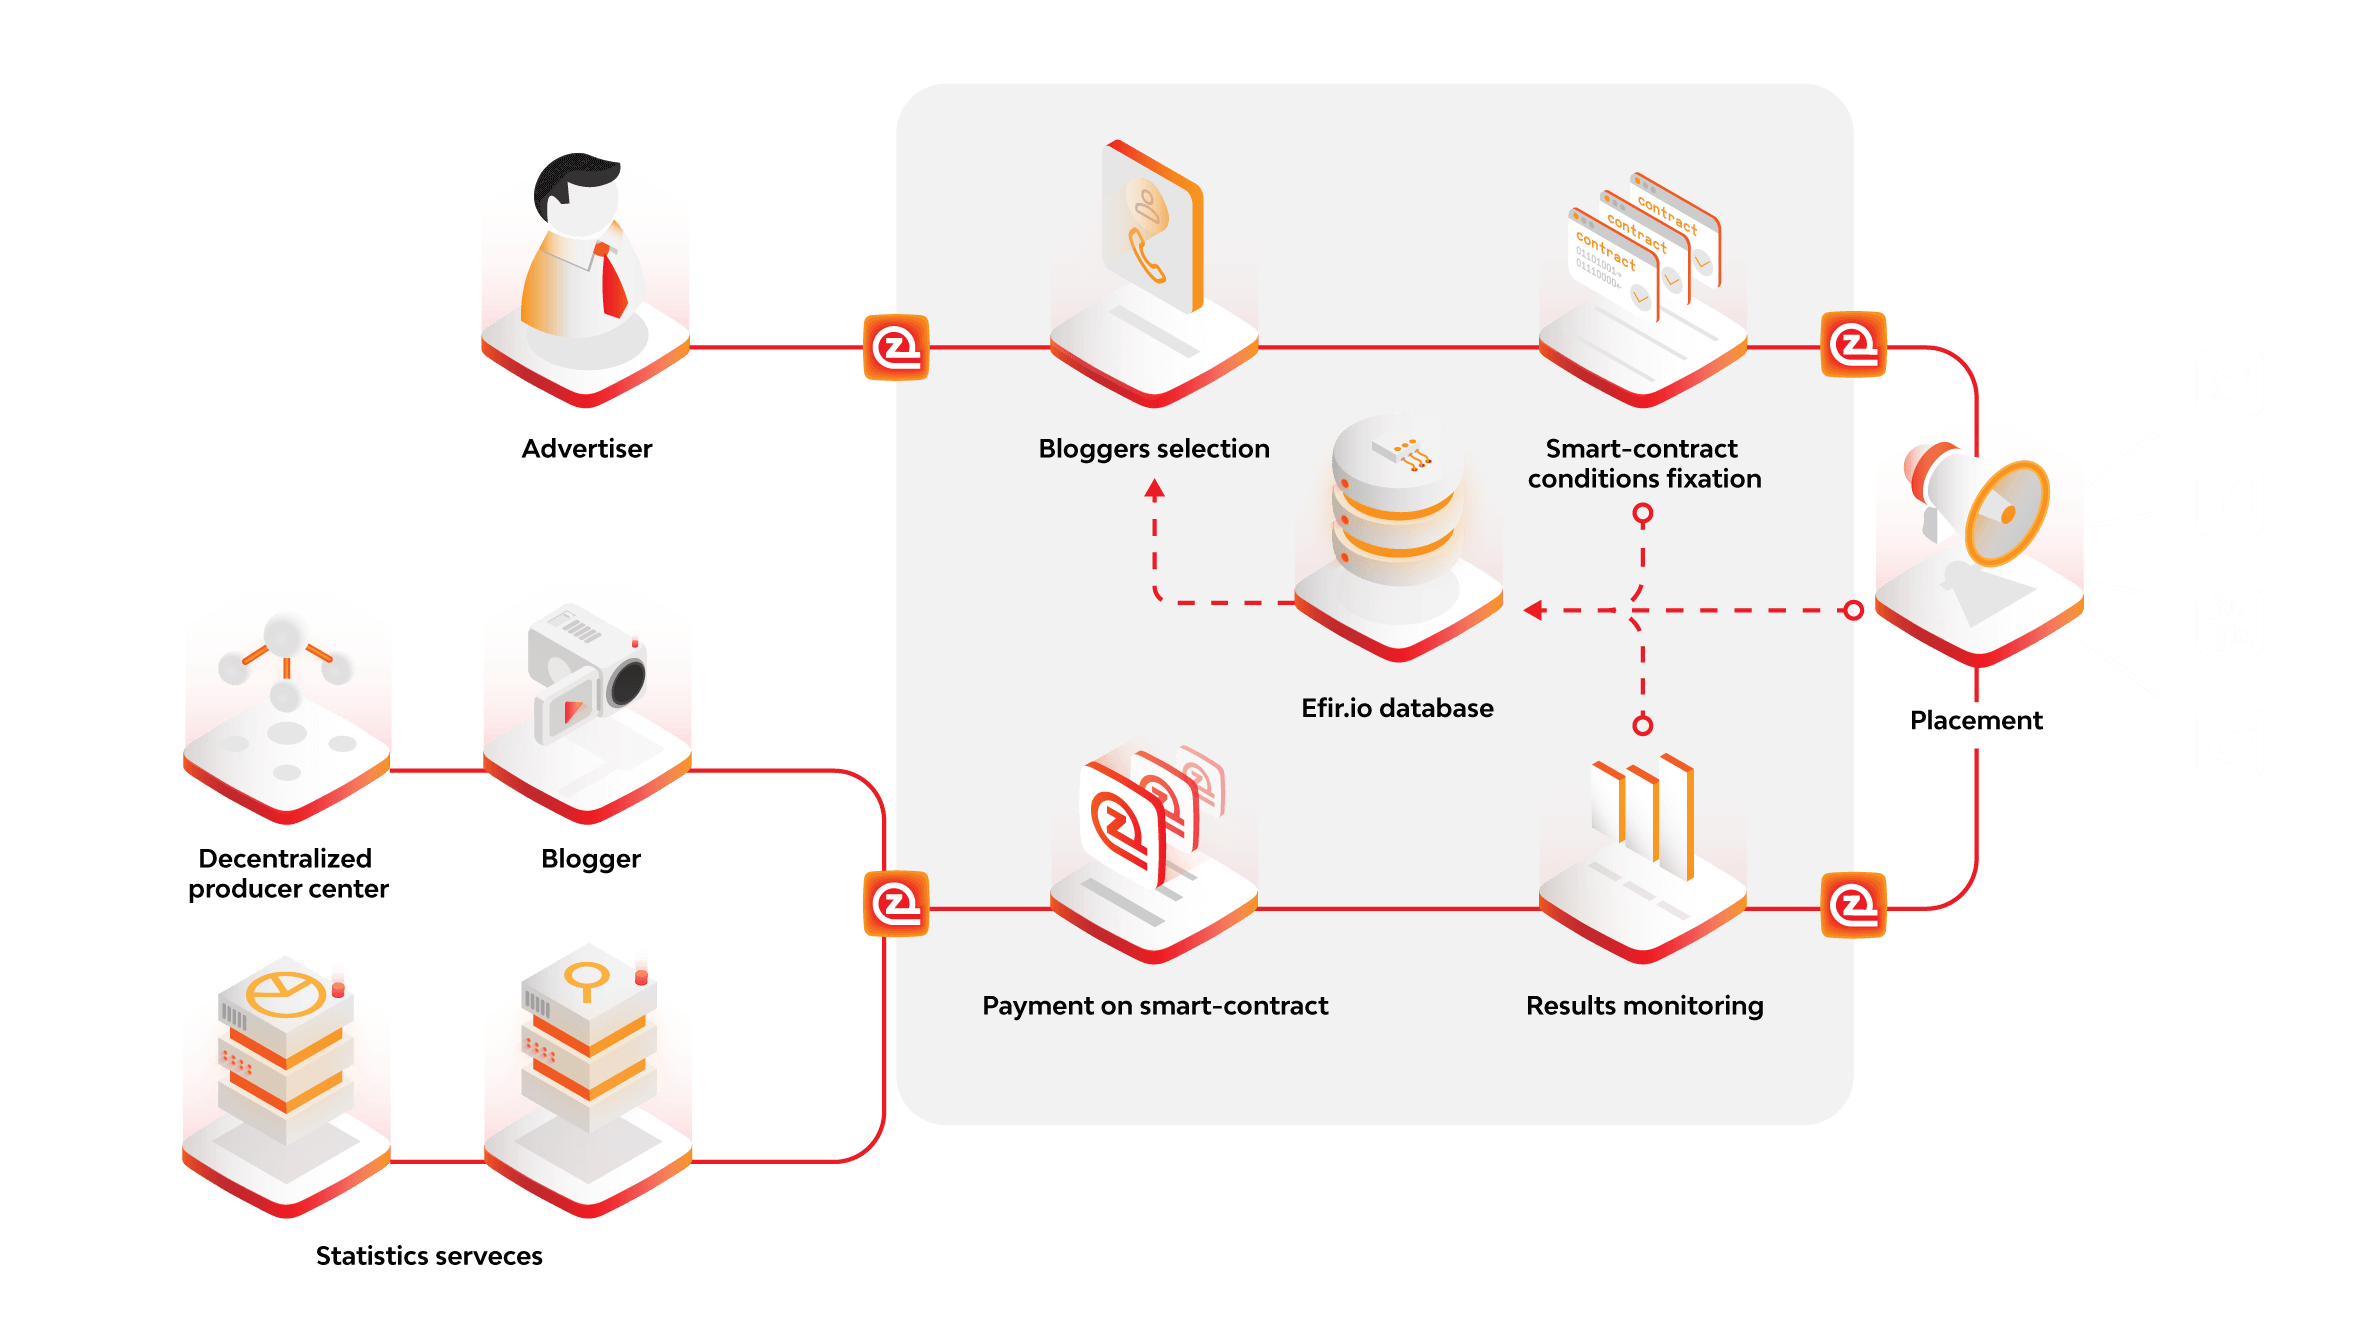 contract
contract
contract
01101001→
01110000←
Advertiser
Bloggers selection
Smart-contract
conditions fixation
Efir.io database
Placement
Decentralized
producer center
Blogger
Payment on smart-contract
Results monitoring
Statistics serveces